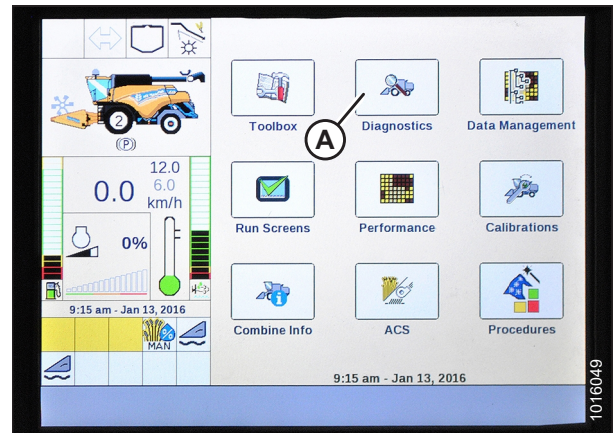 Toolbox
Diagnostics
Data Management
A
2
(P)
12.0
6.0
0.0 km/h
Run Screens
Performance
Calibrations
0%
Combine Info
ACS
Procedures
9:15 am - Jan 13, 2016
%
MAN
9:15 am - Jan 13, 2016
1016049